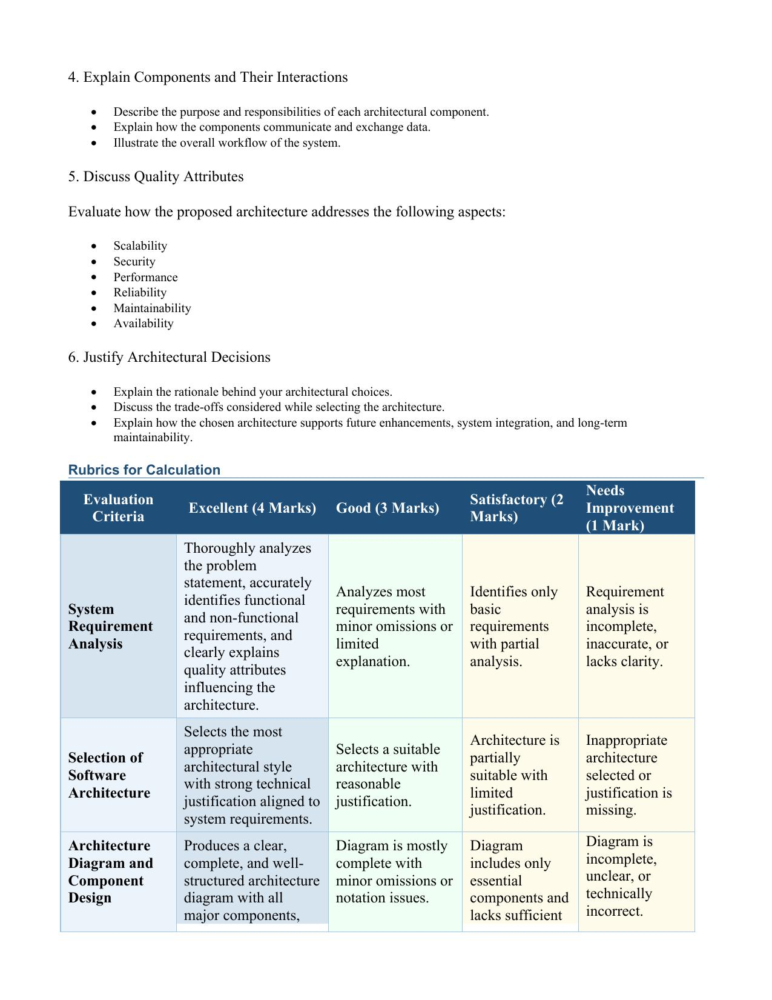 4. Explain Components and Their Interactions
• Describe the purpose and responsibilities of each architectural component.
• Explain how the components communicate and exchange data.
• Illustrate the overall workflow of the system.
5. Discuss Quality Attributes
Evaluate how the proposed architecture addresses the following aspects:
• Scalability
• Security
• Performance
• Reliability
• Maintainability
• Availability
6. Justify Architectural Decisions
• Explain the rationale behind your architectural choices.
• Discuss the trade-offs considered while selecting the architecture.
• Explain how the chosen architecture supports future enhancements, system integration, and long-term
maintainability.
Rubrics for Calculation
Evaluation
Criteria
Excellent (4 Marks)
Good (3 Marks)
Satisfactory (2
Marks)
Needs
Improvement
(1 Mark)
System
Requirement
Analysis
Thoroughly analyzes
the problem
statement, accurately
identifies functional
and non-functional
requirements, and
clearly explains
quality attributes
influencing the
architecture.
Analyzes most
requirements with
minor omissions or
limited
explanation.
Identifies only
basic
requirements
with partial
analysis.
Requirement
analysis is
incomplete,
inaccurate, or
lacks clarity.
Selection of
Software
Architecture
Selects the most
appropriate
architectural style
with strong technical
justification aligned to
system requirements.
Selects a suitable
architecture with
reasonable
justification.
Architecture is
partially
suitable with
limited
justification.
Inappropriate
architecture
selected or
justification is
missing.
Architecture
Diagram and
Component
Design
Produces a clear,
complete, and well-
structured architecture
diagram with all
major components,
Diagram is mostly
complete with
minor omissions or
notation issues.
Diagram
includes only
essential
components and
lacks sufficient
Diagram is
incomplete,
unclear, or
technically
incorrect.